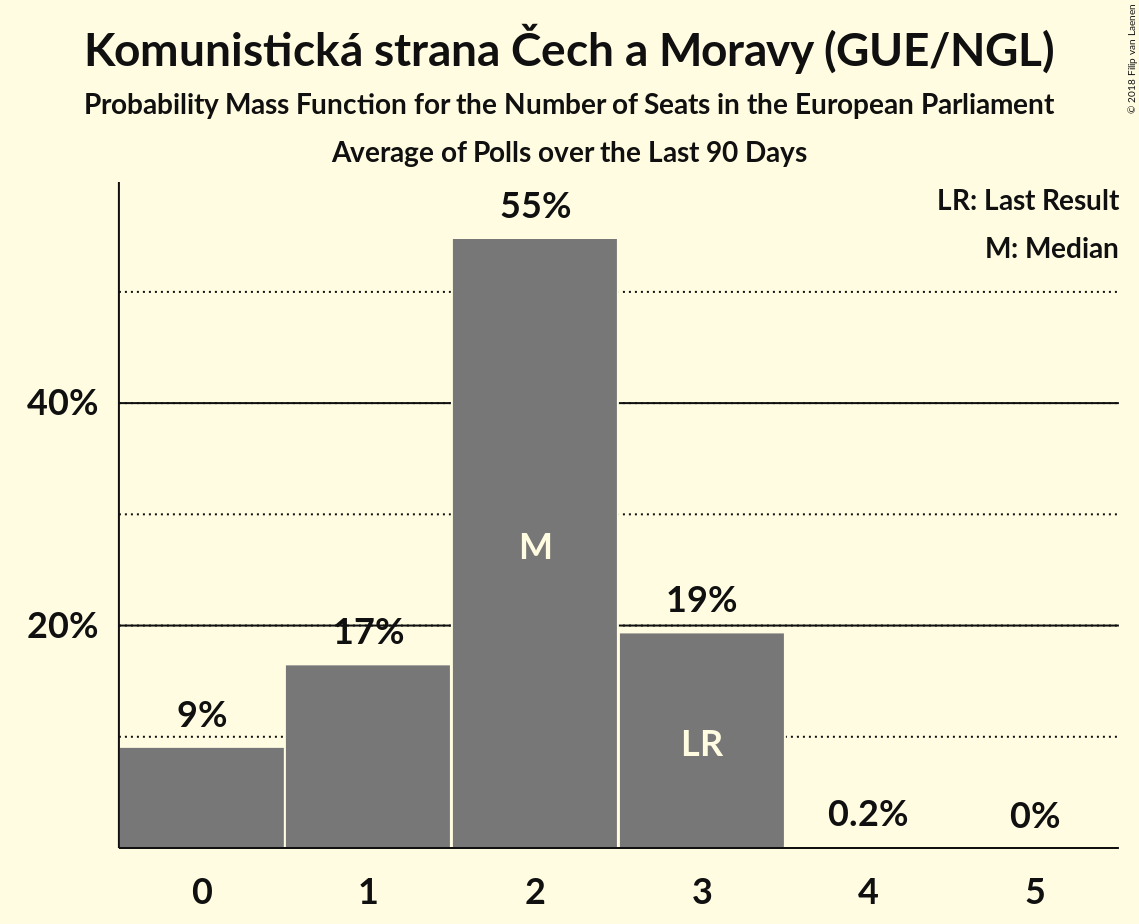 Komunistická strana Čech a Moravy (GUE/NGL)
Probability Mass Function for the Number of Seats in the European Parliament
Average of Polls over the Last 90 Days
© 2018 Filip van Laenen
LR: Last Result
M: Median
55%
40%
M
19%
20%
17%
9%
LR
0.2%
0%
0 1 2 3 4 5